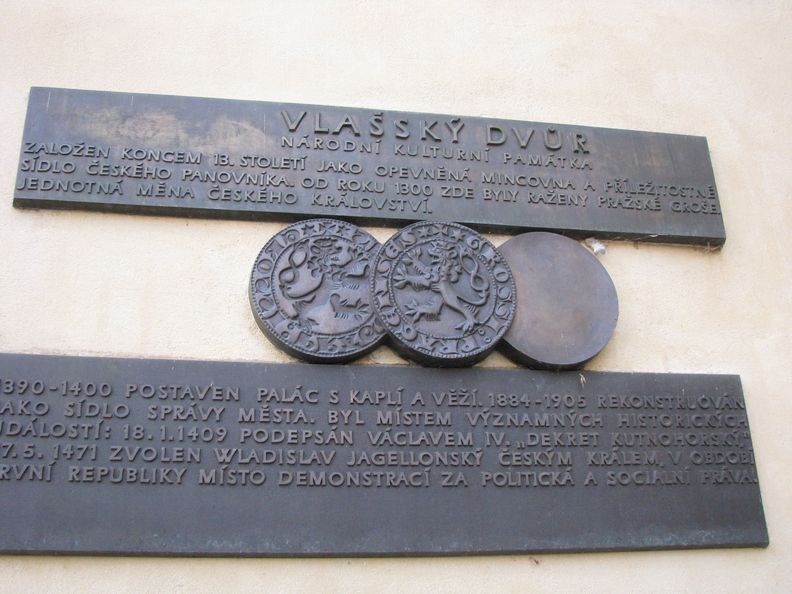 VLAŠSKÝ DVŮR
NÁRODNÍ KULTURNÍ PAMÁTKA
ZALOŽEN KONCEM 13. STOLETÍ JAKO OPEVNĚNÁ MINCOVNA A PŘÍLEŽITOSTNÉ
SÍDLO ČESKÉHO PANOVNÍKA. OD ROKU 1300 ZDE BYLY RAŽENY PRAŽSKÉ GROŠE.
JEDNOTNÁ MĚNA ČESKÉHO KRÁLOVSTVÍ.
1390-1400 POSTAVEN PALÁC S KAPLÍ A VĚŽÍ. 1884-1905 REKONSTRUOVÁN
JAKO SÍDLO SPRÁVY MĚSTA. BYL MÍSTEM VÝZNAMNÝCH HISTORICKÝCH
UDÁLOSTÍ: 18.1.1409 PODEPSÁN VÁCLAVEM IV. „DEKRET KUTNOHORSKÝ."
7. 5. 1471 ZVOLEN WLADISLAV JAGELLONSKÝ ČESKÝM KRÁLEM, V OBDOBÍ
PRVNÍ REPUBLIKY MÍSTO DEMONSTRACÍ ZA POLITICKÁ A SOCIÁLNÍ PRÁVA.